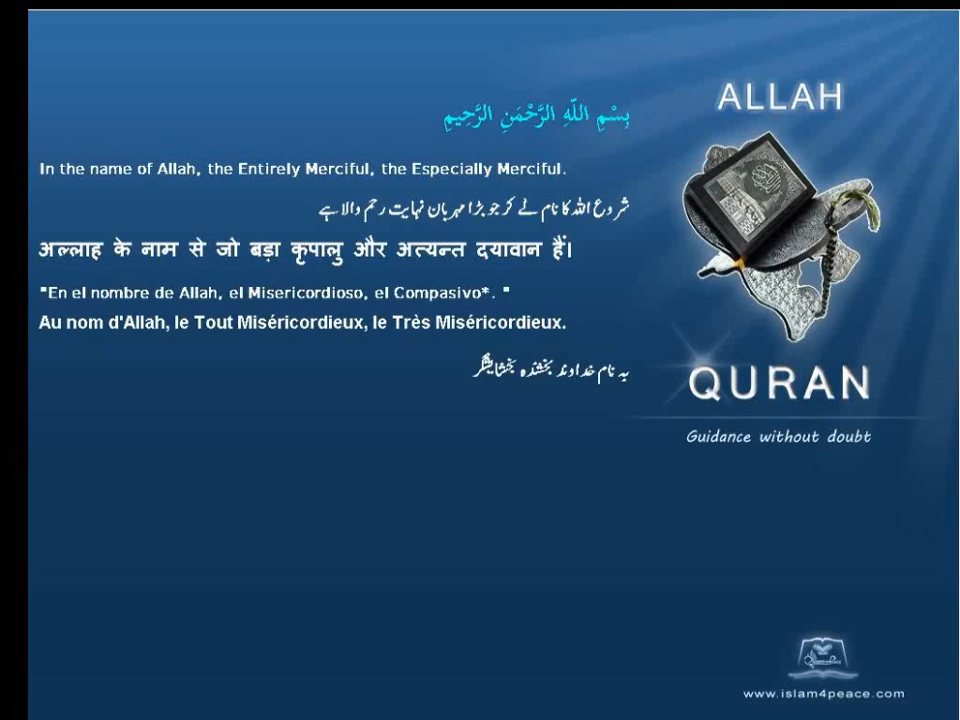 بِسْمِ اللَّهِ الرَّحْمَنِ الرَّحِيمِ
In the name of Allah, the Entirely Merciful, the Especially Merciful.
شروع الله کا نام لے کر جو بڑا مہربان نہایت رحم والا ہے
अल्लाह के नाम से जो बड़ा कृपालु और अत्यन्त दयावान हैं।
"En el nombre de Allah, el Misericordioso, el Compasivo*. "
Au nom d'Allah, le Tout Miséricordieux, le Très Miséricordieux.
به نام خداوند بخشنده بخشایشگر
ALLAH
QURAN
Guidance without doubt
www.islam4peace.com